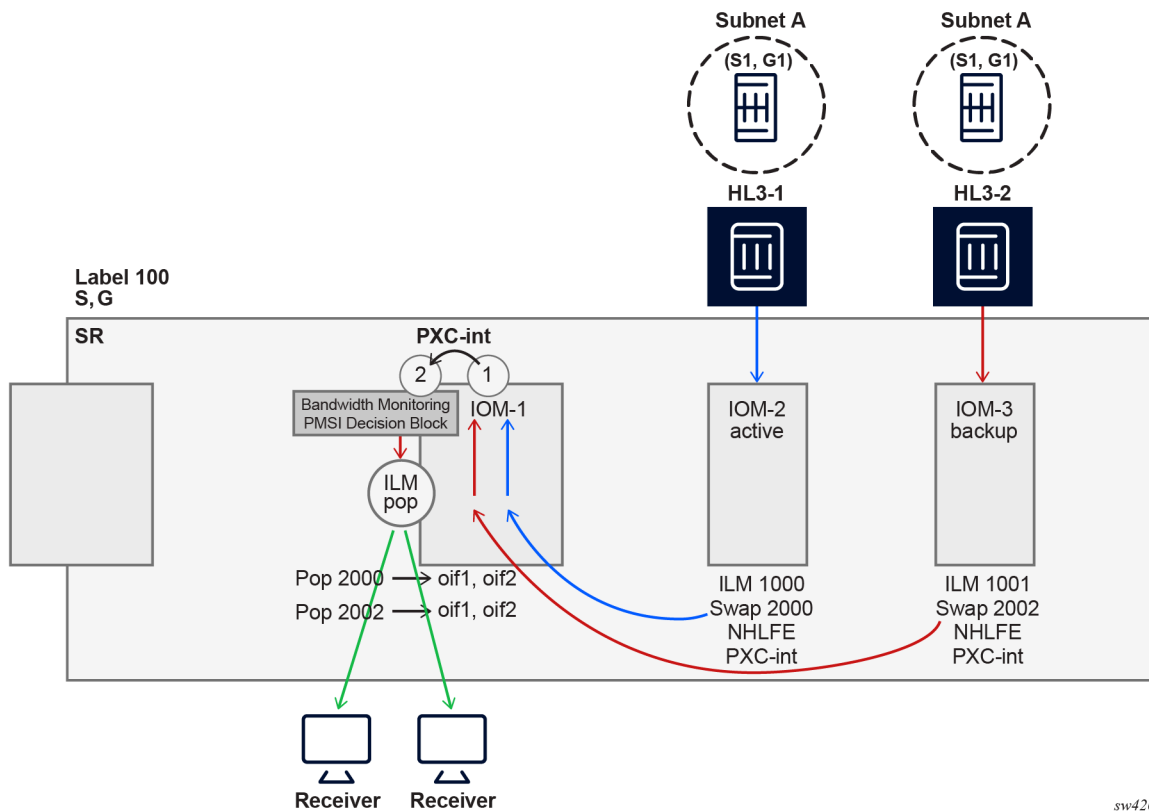 Subnet A
Subnet A
(S1, G1)
(S1, G1)
HL3-1
HL3-2
Label 100
S, G
SR
PXC-int
2
1
Bandwidth Monitoring
PMSI Decision Block
IOM-1
IOM-2
active
IOM-3
backup
ILM
pop
Pop 2000
oif1, oif2
Pop 2002
oif1, oif2
ILM 1000
Swap 2000
NHLFE
PXC-int
ILM 1001
Swap 2002
NHLFE
PXC-int
Receiver
Receiver